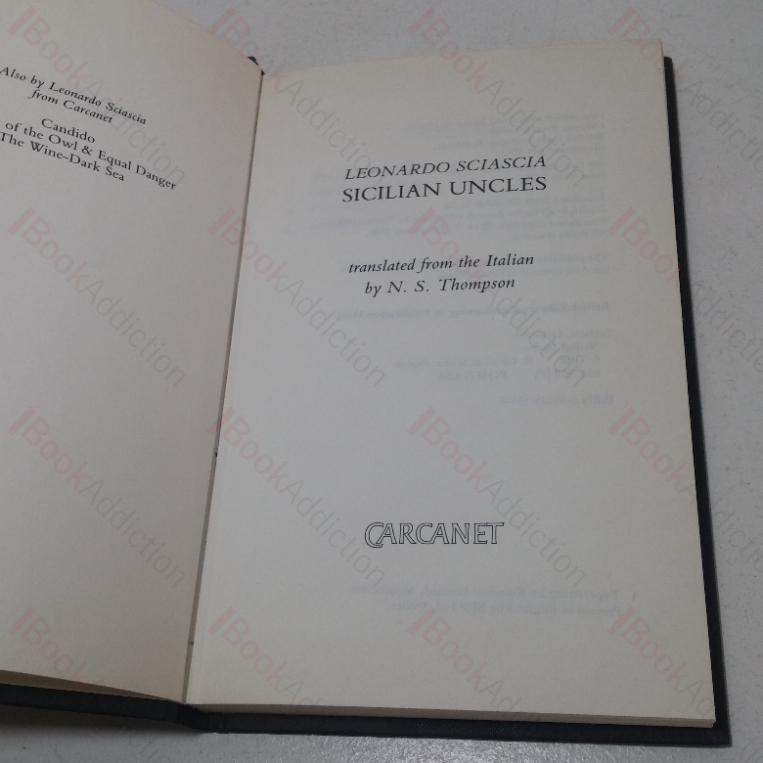 Also by Leonardo Sciascia
from Carcanet
Candido
of the Owl & Equal Danger
The Wine-Dark Sea
LEONARDO SCIASCIA
SICILIAN UNCLES
translated from the Italian
by N. S. Thompson
CARCANET
BookAddiction